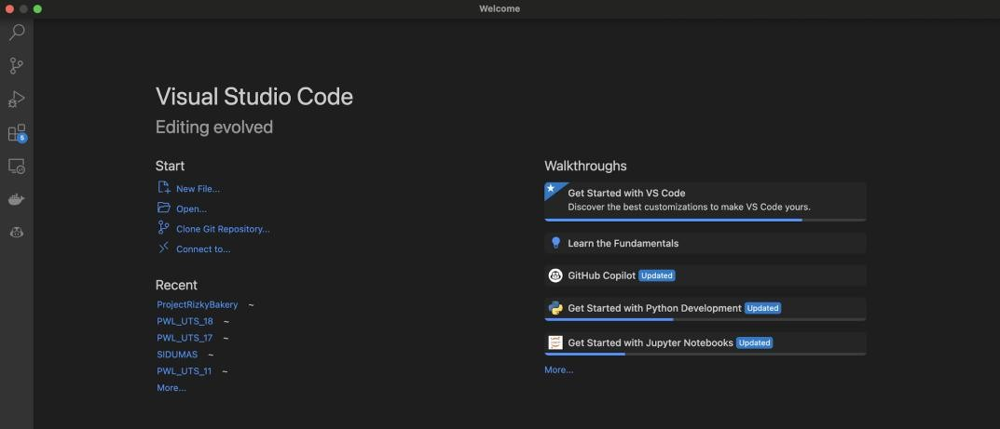 Welcome
Visual Studio Code
Editing evolved
Start
New File...
Open...
Clone Git Repository...
Connect to...
Recent
ProjectRizkyBakery ~
PWL_UTS_18 ~
PWL_UTS_17 ~
SIDUMAS ~
PWL_UTS_11 ~
More...
Walkthroughs
Get Started with VS Code
Discover the best customizations to make VS Code yours.
Learn the Fundamentals
GitHub Copilot Updated
Get Started with Python Development Updated
Get Started with Jupyter Notebooks Updated
More...
5